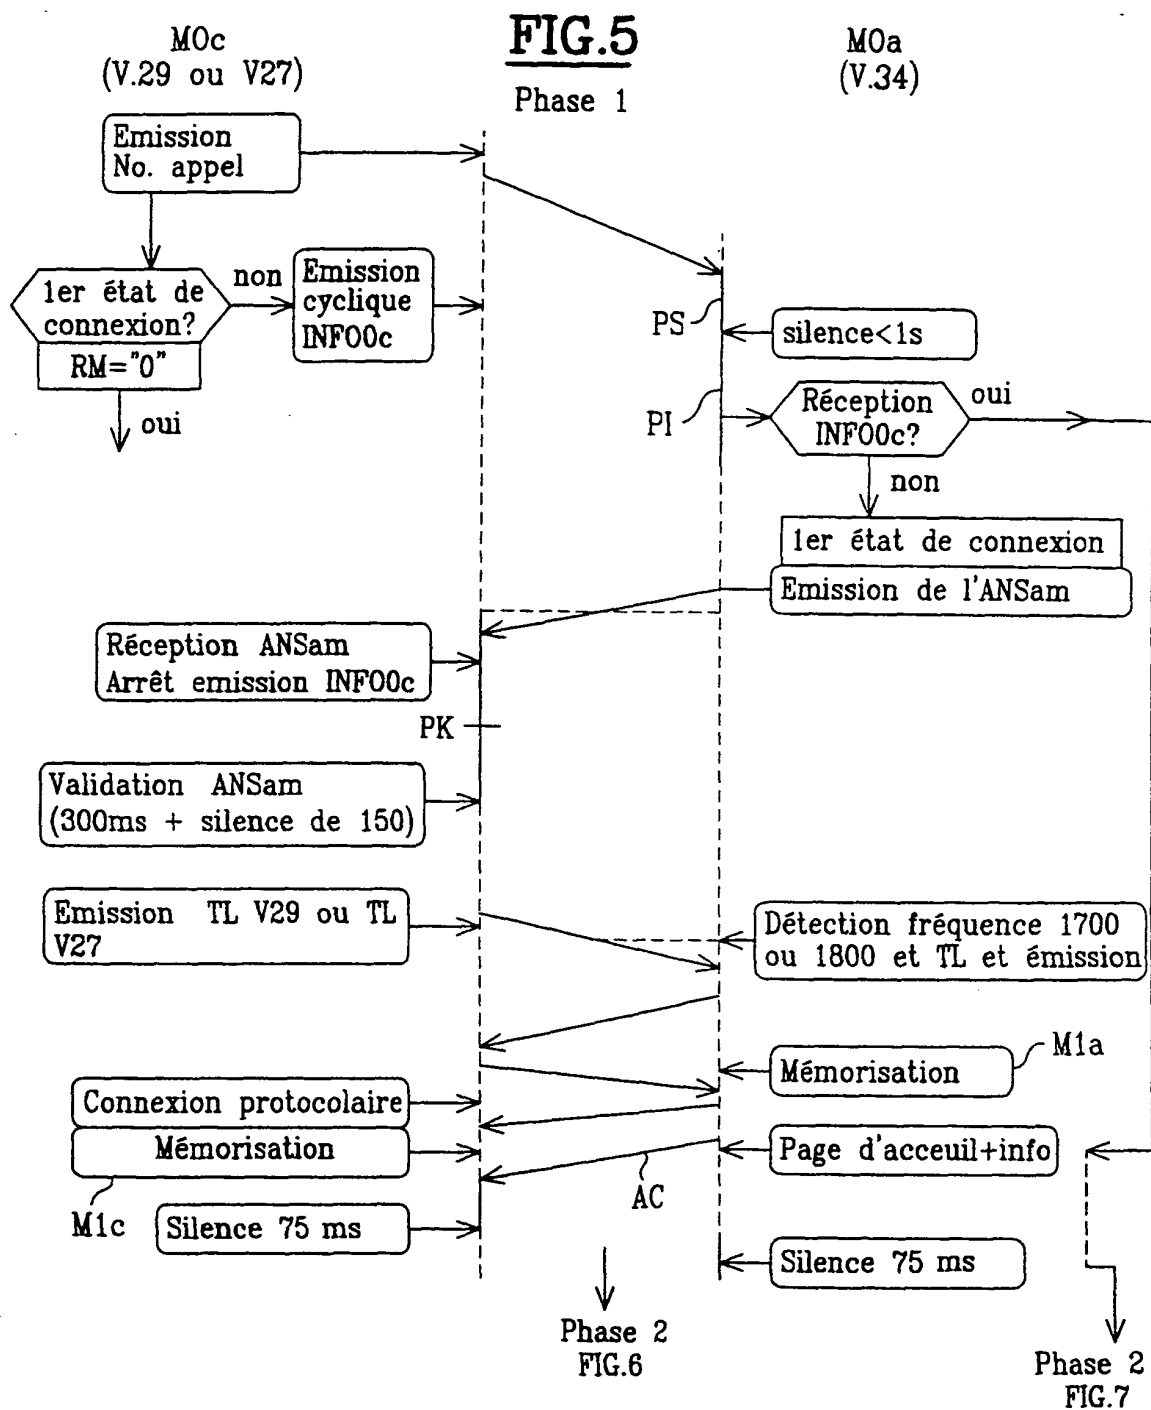 FIG.5
MOc
(V.29 ou V27)
MOa
(V.34)
Phase 1
Emission
No. appel
1er état de
connexion?
RM="0"
oui
non
Emission
cyclique
INFO0c
PS
silence<1s
PI
Réception
INFO0c?
oui
non
1er état de connexion
Emission de l'ANSam
Réception ANSam
Arrêt emission INFO0c
PK
Validation ANSam
(300ms + silence de 150)
Emission TL V29 ou TL
V27
Détection fréquence 1700
ou 1800 et TL et émission
M1a
Mémorisation
Connexion protocolaire
Mémorisation
Page d'acceuil+info
AC
M1c
Silence 75 ms
Silence 75 ms
Phase 2
FIG.6
Phase 2
FIG.7